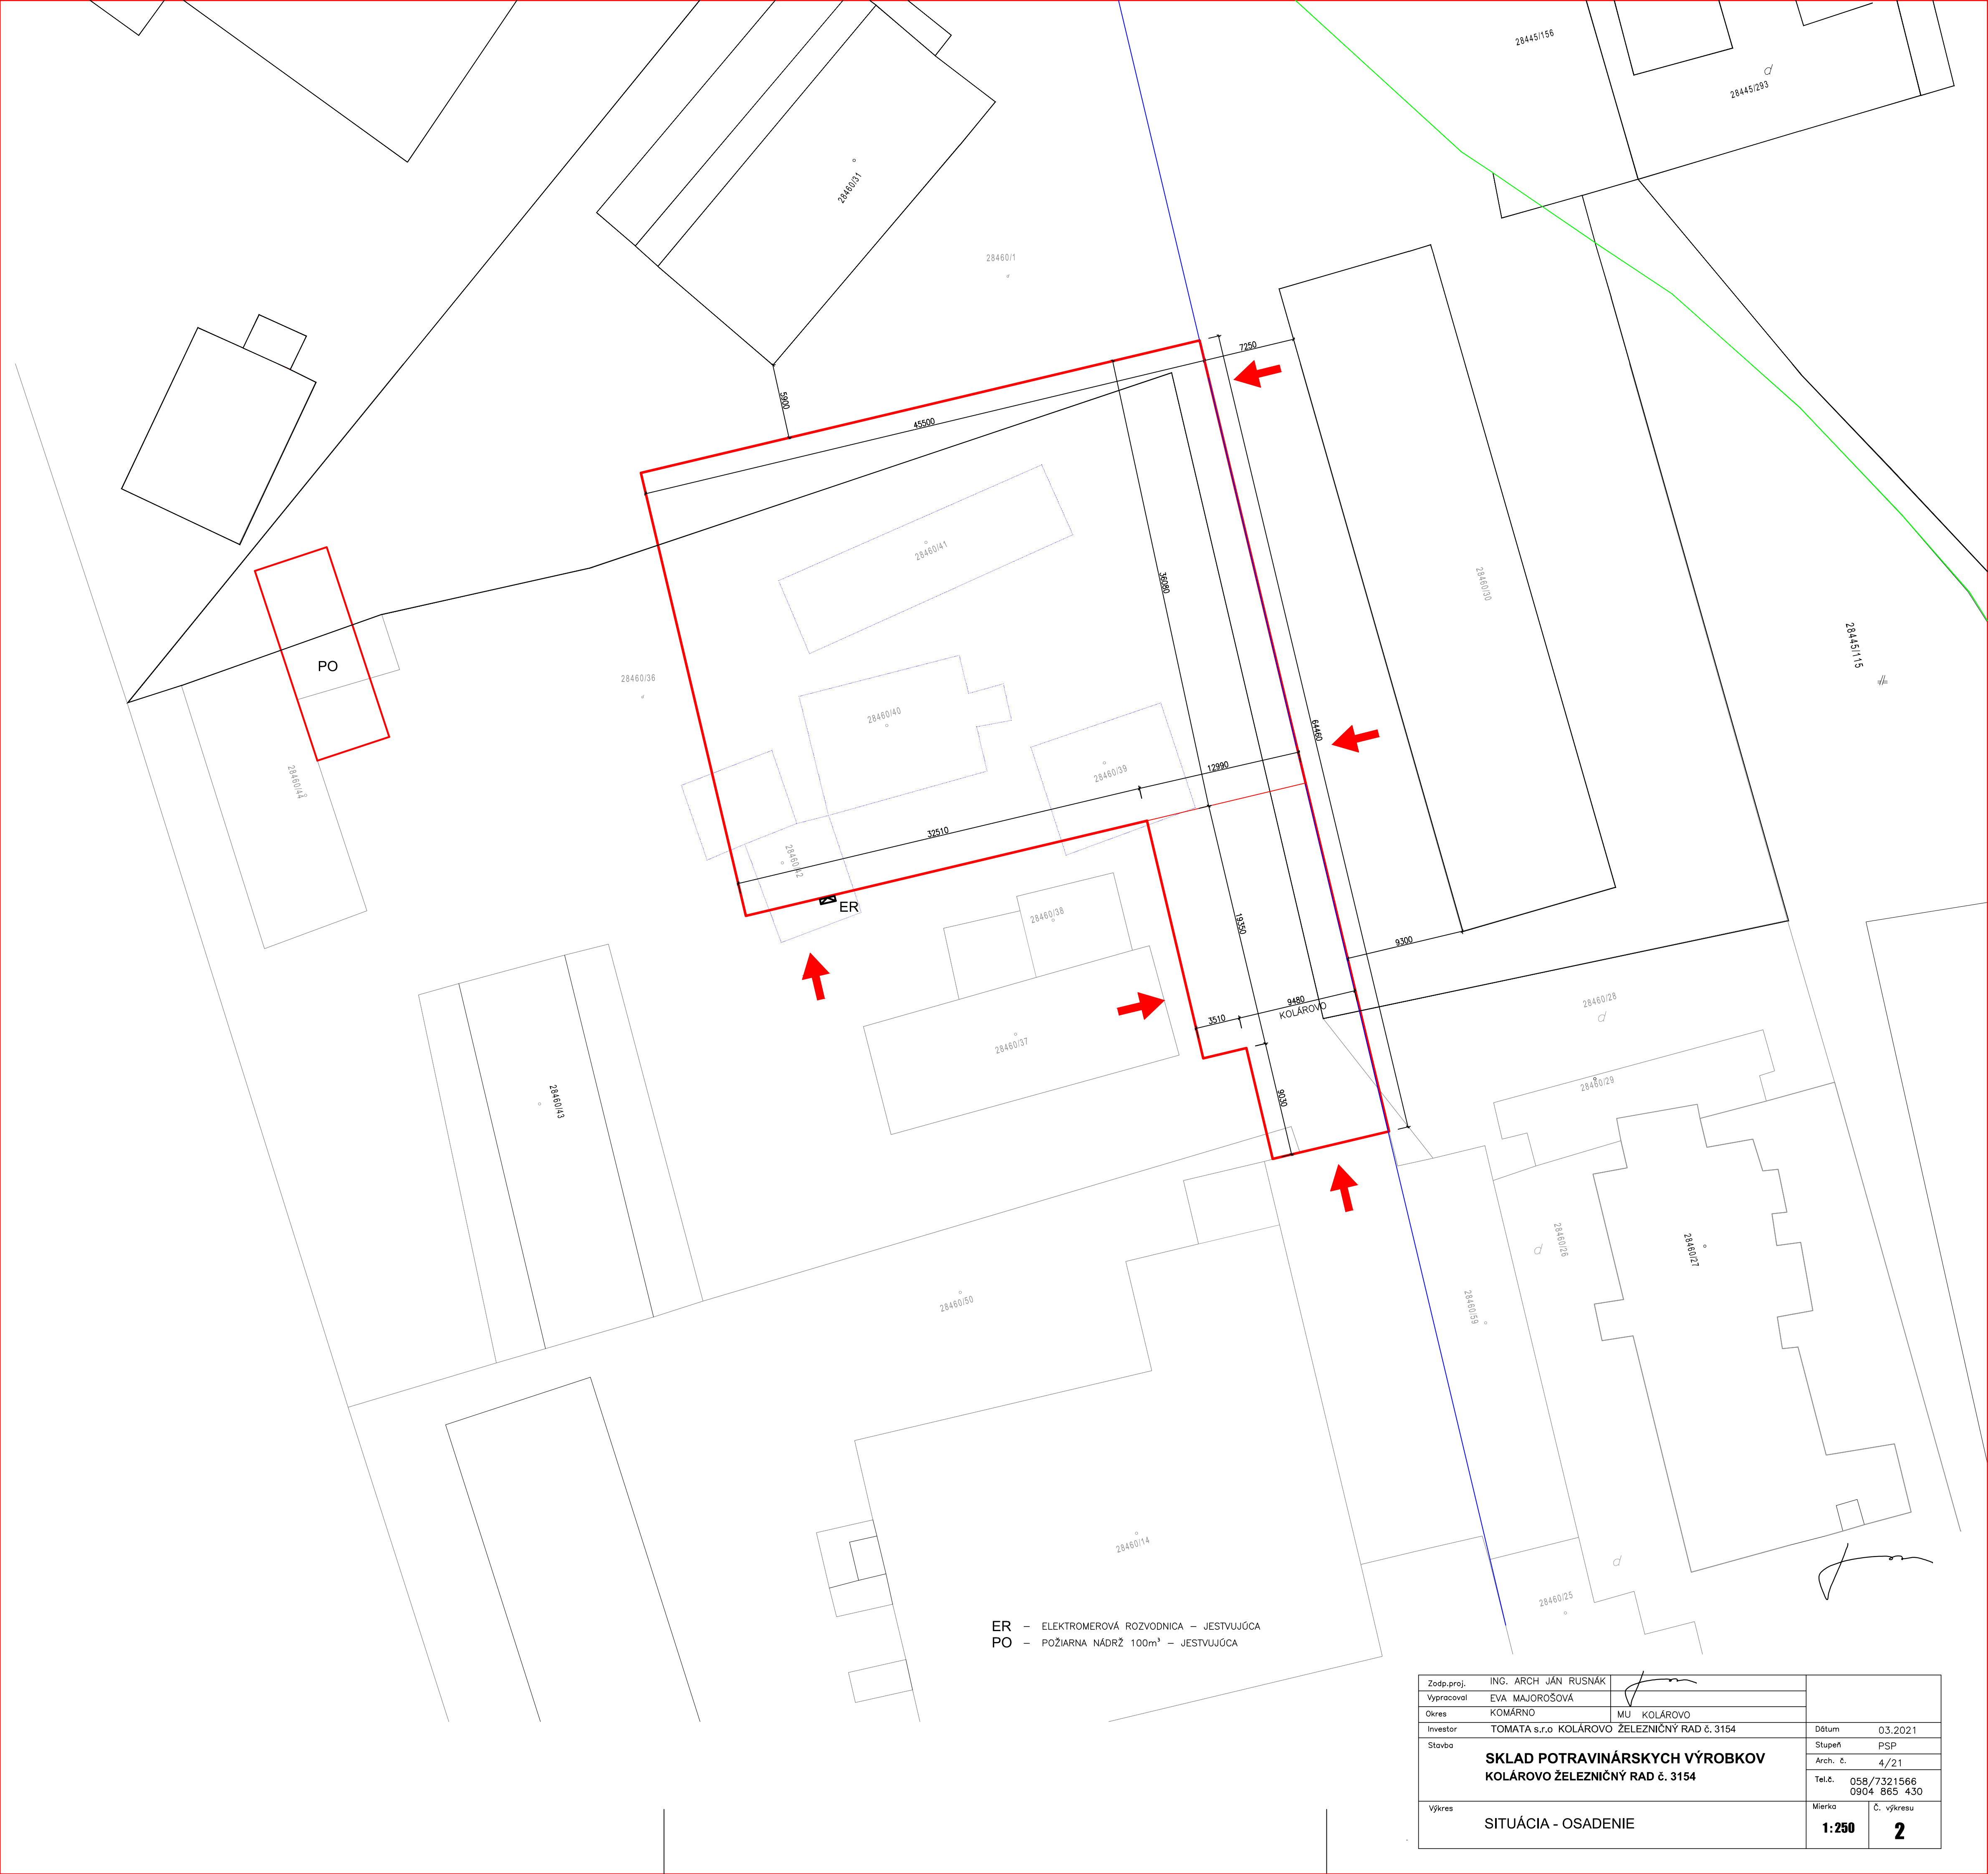 28445/156
28445/293
28460/31
28460/1
7250
5900
45500
28460/41
36080
28460/30
28445/115
PO
28460/36
28460/40
64460
28460/44
28460/39
12990
32510
28460/42
ER
28460/38
19350
9300
9480
KOLÁROVO
3510
28460/28
28460/37
28460/29
28460/43
9030
28460/26
28460/27
28460/59
28460/50
28460/14
28460/25
ER – ELEKTROMEROVÁ ROZVODNICA – JESTVUJÚCA
PO – POŽIARNA NÁDRŽ 100m³ – JESTVUJÚCA
Zodp.proj. ING. ARCH JÁN RUSNÁK
Vypracoval EVA MAJOROŠOVÁ
Okres KOMÁRNO MU KOLÁROVO
Investor TOMATA s.r.o KOLÁROVO ŽELEZNIČNÝ RAD č. 3154 Dátum 03.2021
Stavba SKLAD POTRAVINÁRSKYCH VÝROBKOV
KOLÁROVO ŽELEZNIČNÝ RAD č. 3154
Stupeň PSP
Arch. č. 4/21
Tel.č. 058/7321566
0904 865 430
Výkres SITUÁCIA - OSADENIE
Mierka 1:250
Č. výkresu 2